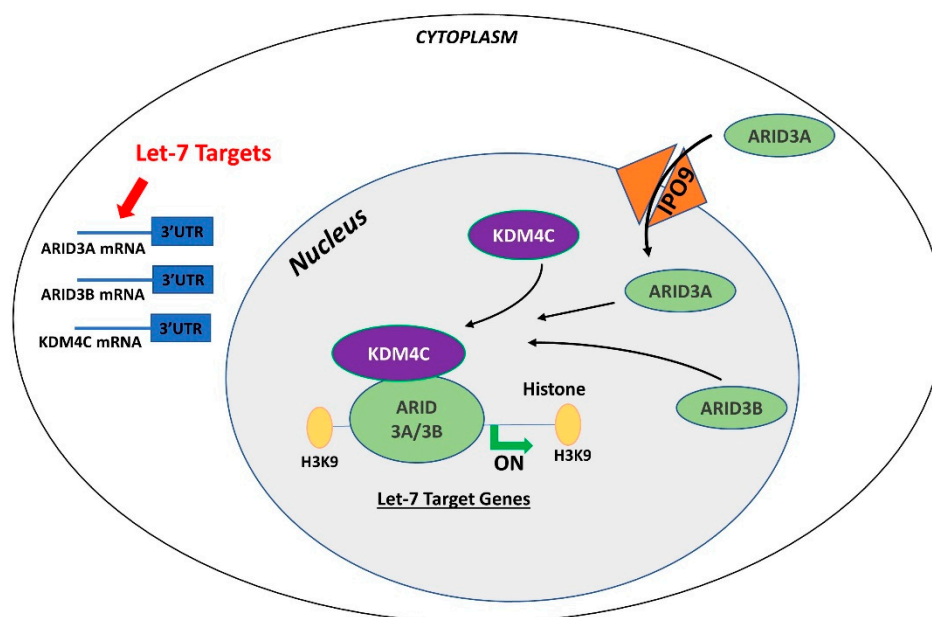 CYTOPLASM
ARID3A
Let-7 Targets
IPO9
3'UTR
ARID3A mRNA
Nucleus
KDM4C
3'UTR
ARID3B mRNA
ARID3A
3'UTR
KDM4C mRNA
KDM4C
Histone
ARID3B
ARID
3A/3B
H3K9
ON
H3K9
Let-7 Target Genes